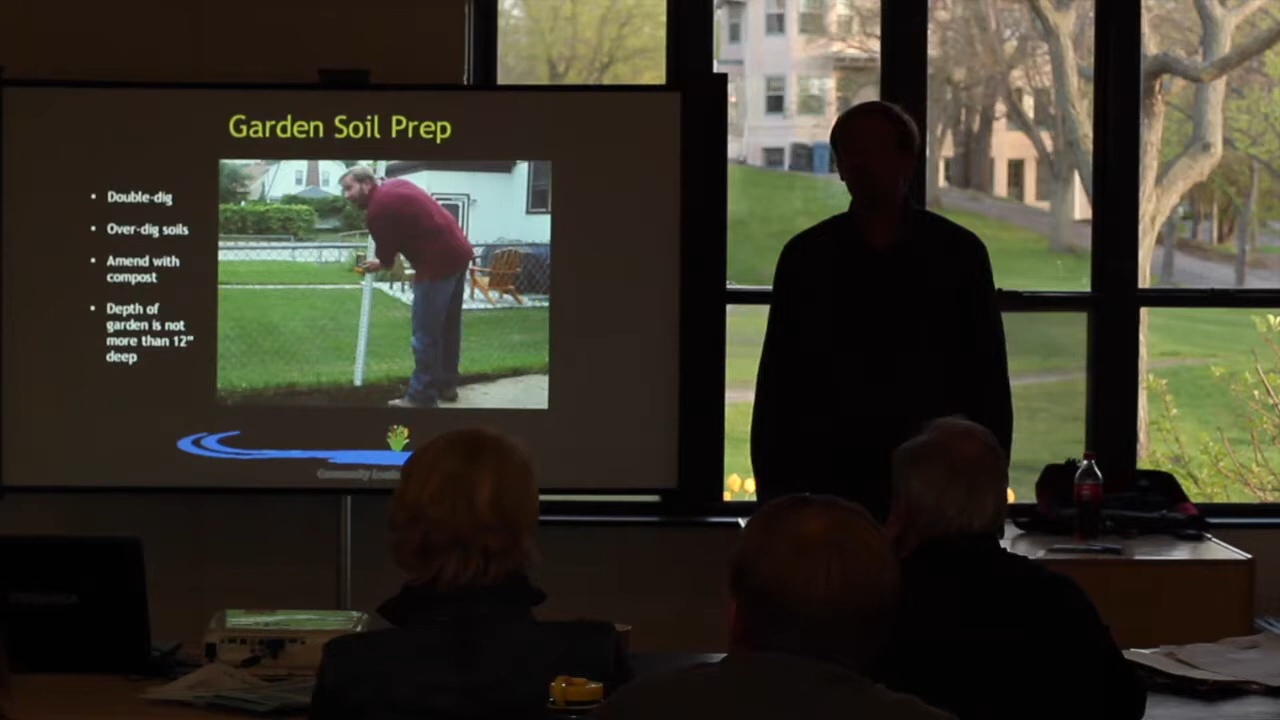 Garden Soil Prep
• Double-dig
• Over-dig soils
• Amend with
compost
• Depth of
garden is not
more than 12"
deep
Community